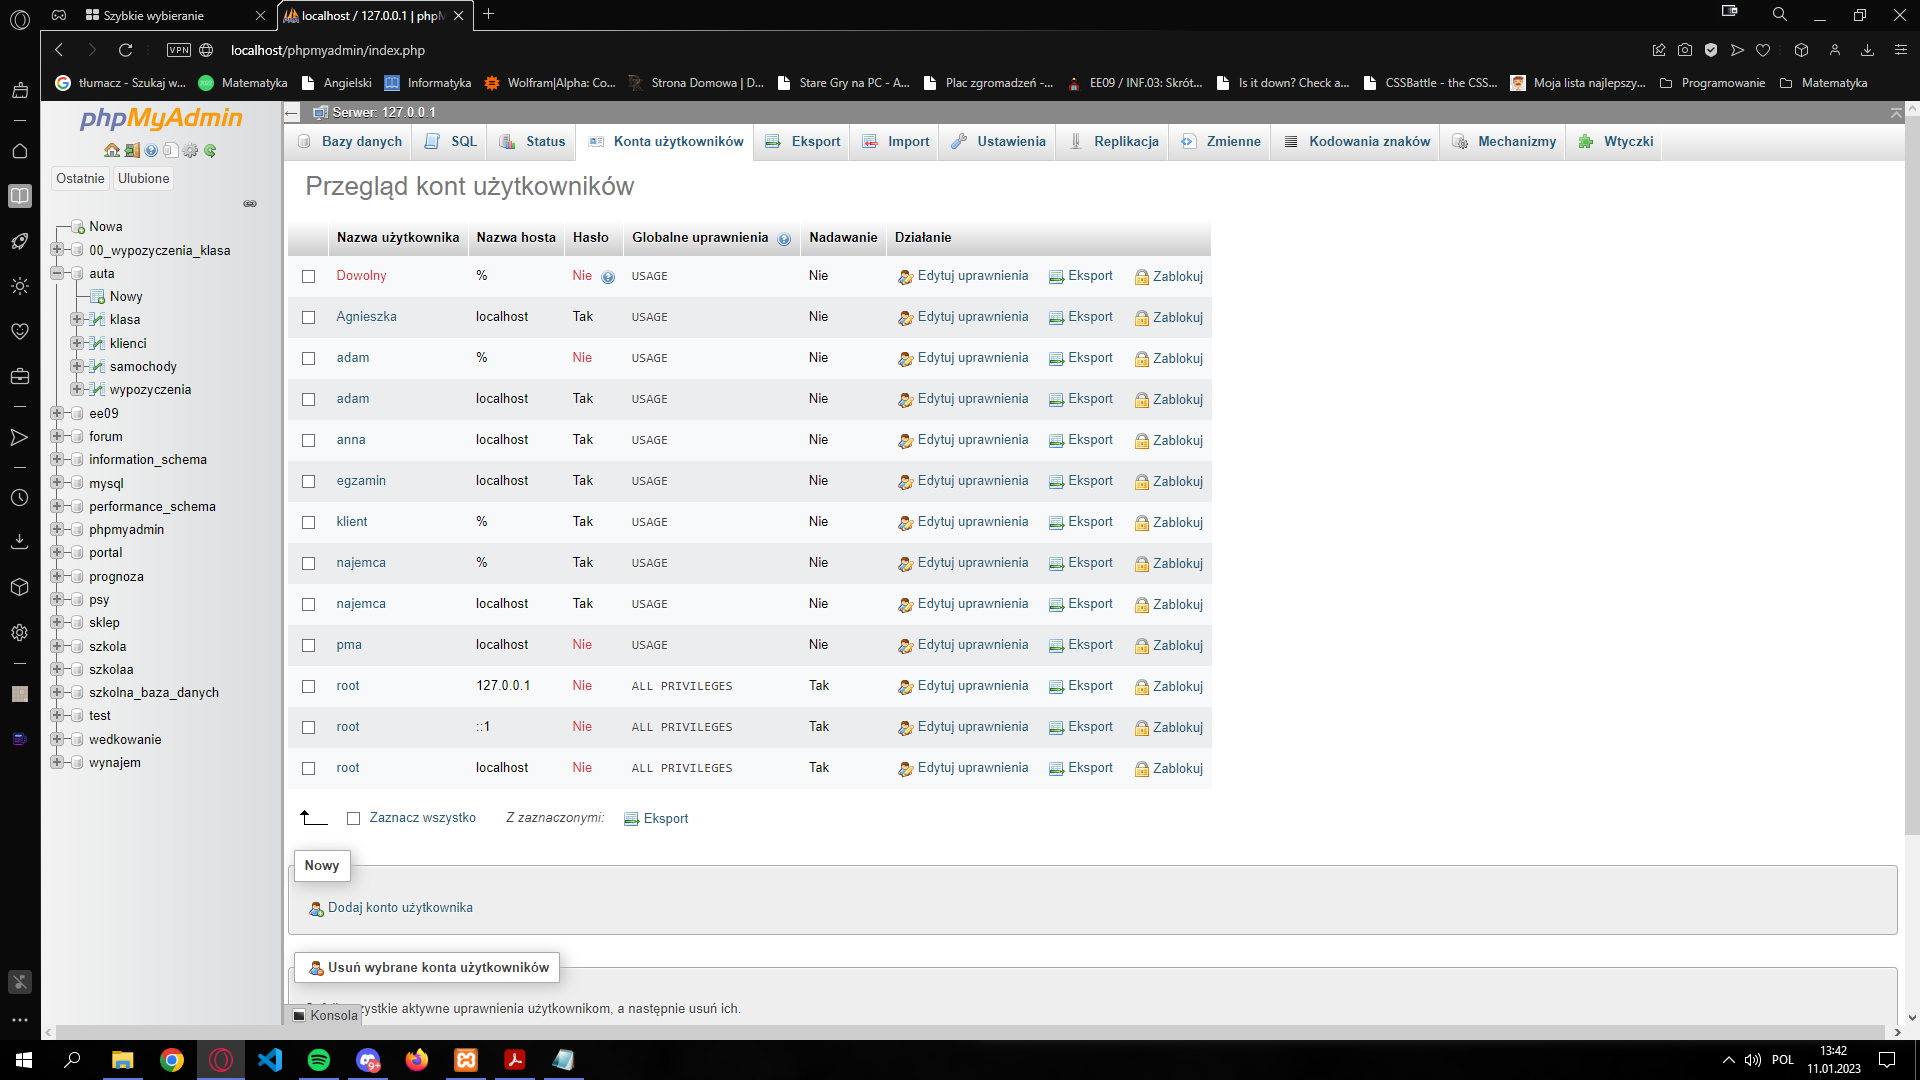 Szybkie wybieranie
localhost / 127.0.0.1 | phpM
VPN
localhost/phpmyadmin/index.php
tłumacz - Szukaj w...
Matematyka
Angielski
Informatyka
Wolfram|Alpha: Co...
Strona Domowa | D...
Stare Gry na PC - A...
Plac zgromadzeń -...
EE09 / INF.03: Skrót...
Is it down? Check a...
CSSBattle - the CSS...
Moja lista najlepszy...
Programowanie
Matematyka
phpMyAdmin
Ostatnie Ulubione
Nowa
00_wypozyczenia_klasa
auta
Nowy
klasa
klienci
samochody
wypozyczenia
ee09
forum
information_schema
mysql
performance_schema
phpmyadmin
portal
prognoza
psy
sklep
szkola
szkolaa
szkolna_baza_danych
test
wedkowanie
wynajem
Serwer: 127.0.0.1
Bazy danych SQL Status Konta użytkowników Eksport Import Ustawienia Replikacja Zmienne Kodowania znaków Mechanizmy Wtyczki
Przegląd kont użytkowników
Nazwa użytkownika Nazwa hosta Hasło Globalne uprawnienia Nadawanie Działanie
Dowolny % Nie USAGE Nie Edytuj uprawnienia Eksport Zablokuj
Agnieszka localhost Tak USAGE Nie Edytuj uprawnienia Eksport Zablokuj
adam % Nie USAGE Nie Edytuj uprawnienia Eksport Zablokuj
adam localhost Tak USAGE Nie Edytuj uprawnienia Eksport Zablokuj
anna localhost Tak USAGE Nie Edytuj uprawnienia Eksport Zablokuj
egzamin localhost Tak USAGE Nie Edytuj uprawnienia Eksport Zablokuj
klient % Tak USAGE Nie Edytuj uprawnienia Eksport Zablokuj
najemca % Tak USAGE Nie Edytuj uprawnienia Eksport Zablokuj
najemca localhost Tak USAGE Nie Edytuj uprawnienia Eksport Zablokuj
pma localhost Nie USAGE Nie Edytuj uprawnienia Eksport Zablokuj
root 127.0.0.1 Nie ALL PRIVILEGES Tak Edytuj uprawnienia Eksport Zablokuj
root ::1 Nie ALL PRIVILEGES Tak Edytuj uprawnienia Eksport Zablokuj
root localhost Nie ALL PRIVILEGES Tak Edytuj uprawnienia Eksport Zablokuj
Zaznacz wszystko Z zaznaczonymi: Eksport
Nowy
Dodaj konto użytkownika
Usuń wybrane konta użytkowników
zystkie aktywne uprawnienia użytkownikom, a następnie usuń ich.
Konsola
9+
POL
13:42
11.01.2023